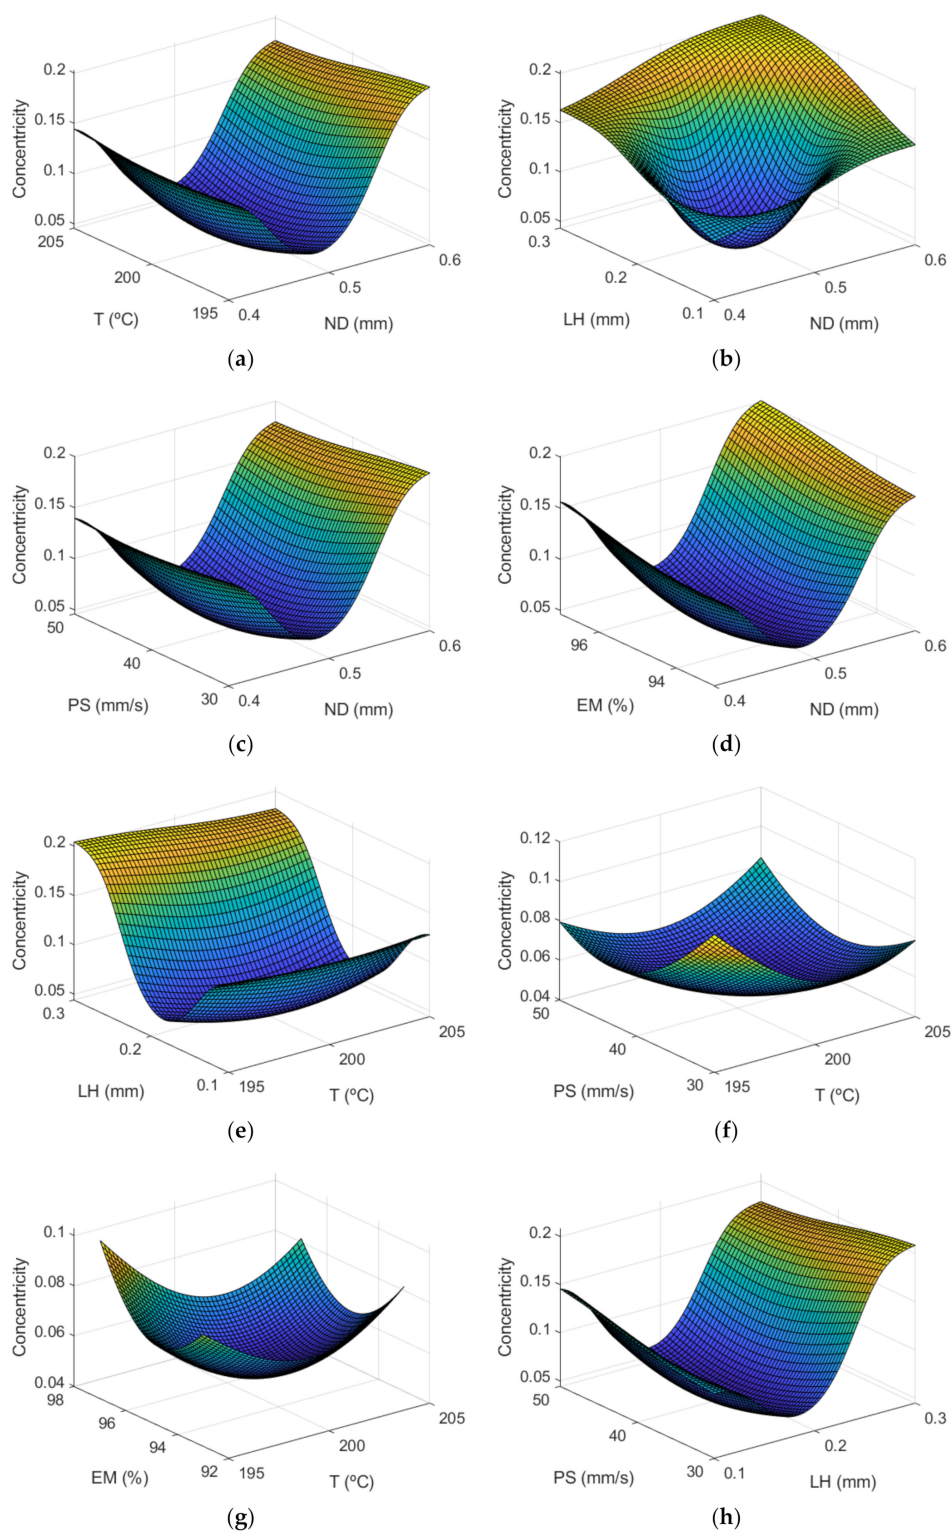 0.2
0.15
0.1
0.05
Concentricity
205
200
195
T (ºC)
0.4
0.5
0.6
ND (mm)
(a)
0.2
0.15
0.1
0.05
Concentricity
0.3
0.2
0.1
LH (mm)
0.4
0.5
0.6
ND (mm)
(b)
0.2
0.15
0.1
0.05
Concentricity
50
40
30
PS (mm/s)
0.4
0.5
0.6
ND (mm)
(c)
0.2
0.15
0.1
0.05
Concentricity
96
94
EM (%)
0.4
0.5
0.6
ND (mm)
(d)
0.2
0.15
0.1
0.05
Concentricity
0.3
0.2
0.1
LH (mm)
195
200
205
T (ºC)
(e)
0.12
0.1
0.08
0.06
0.04
Concentricity
50
40
30
PS (mm/s)
195
200
205
T (ºC)
(f)
0.1
0.08
0.06
0.04
Concentricity
98
96
94
92
EM (%)
195
200
205
T (ºC)
(g)
0.2
0.15
0.1
0.05
Concentricity
50
40
30
PS (mm/s)
0.1
0.2
0.3
LH (mm)
(h)